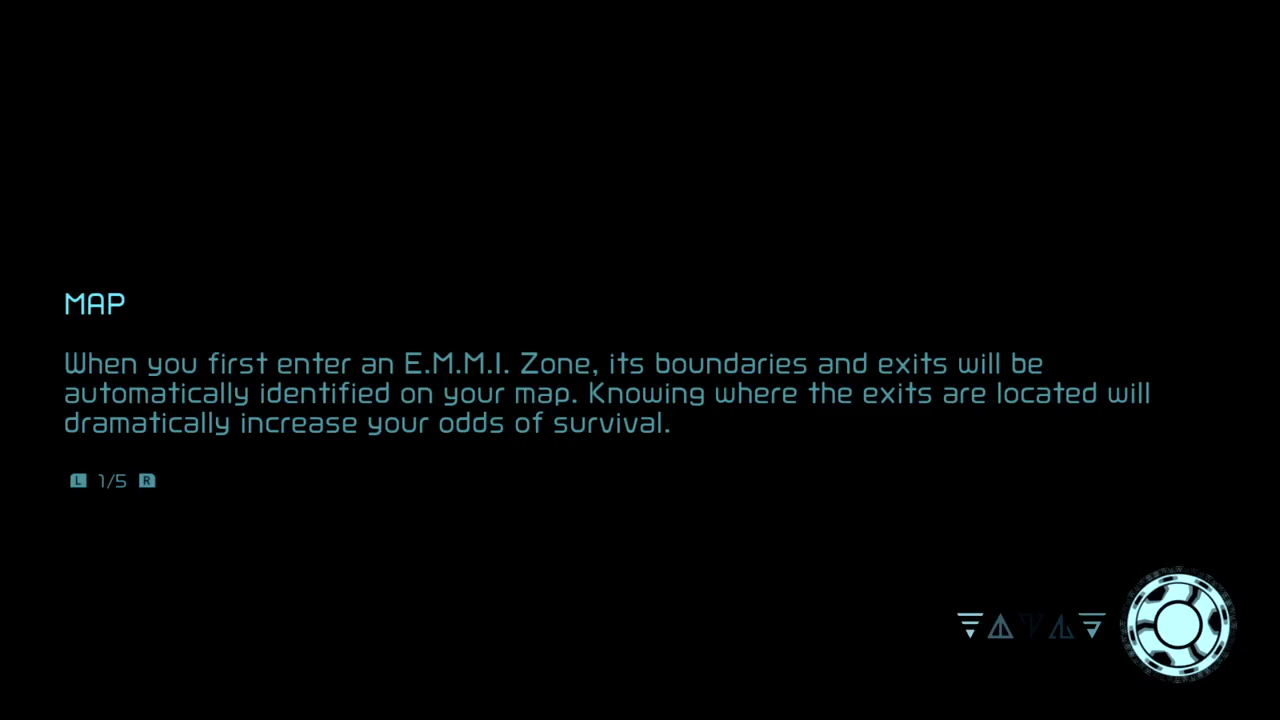 MAP
When you first enter an E.M.M.I. Zone, its boundaries and exits will be
automatically identified on your map. Knowing where the exits are located will
dramatically increase your odds of survival.
L 1/5 R